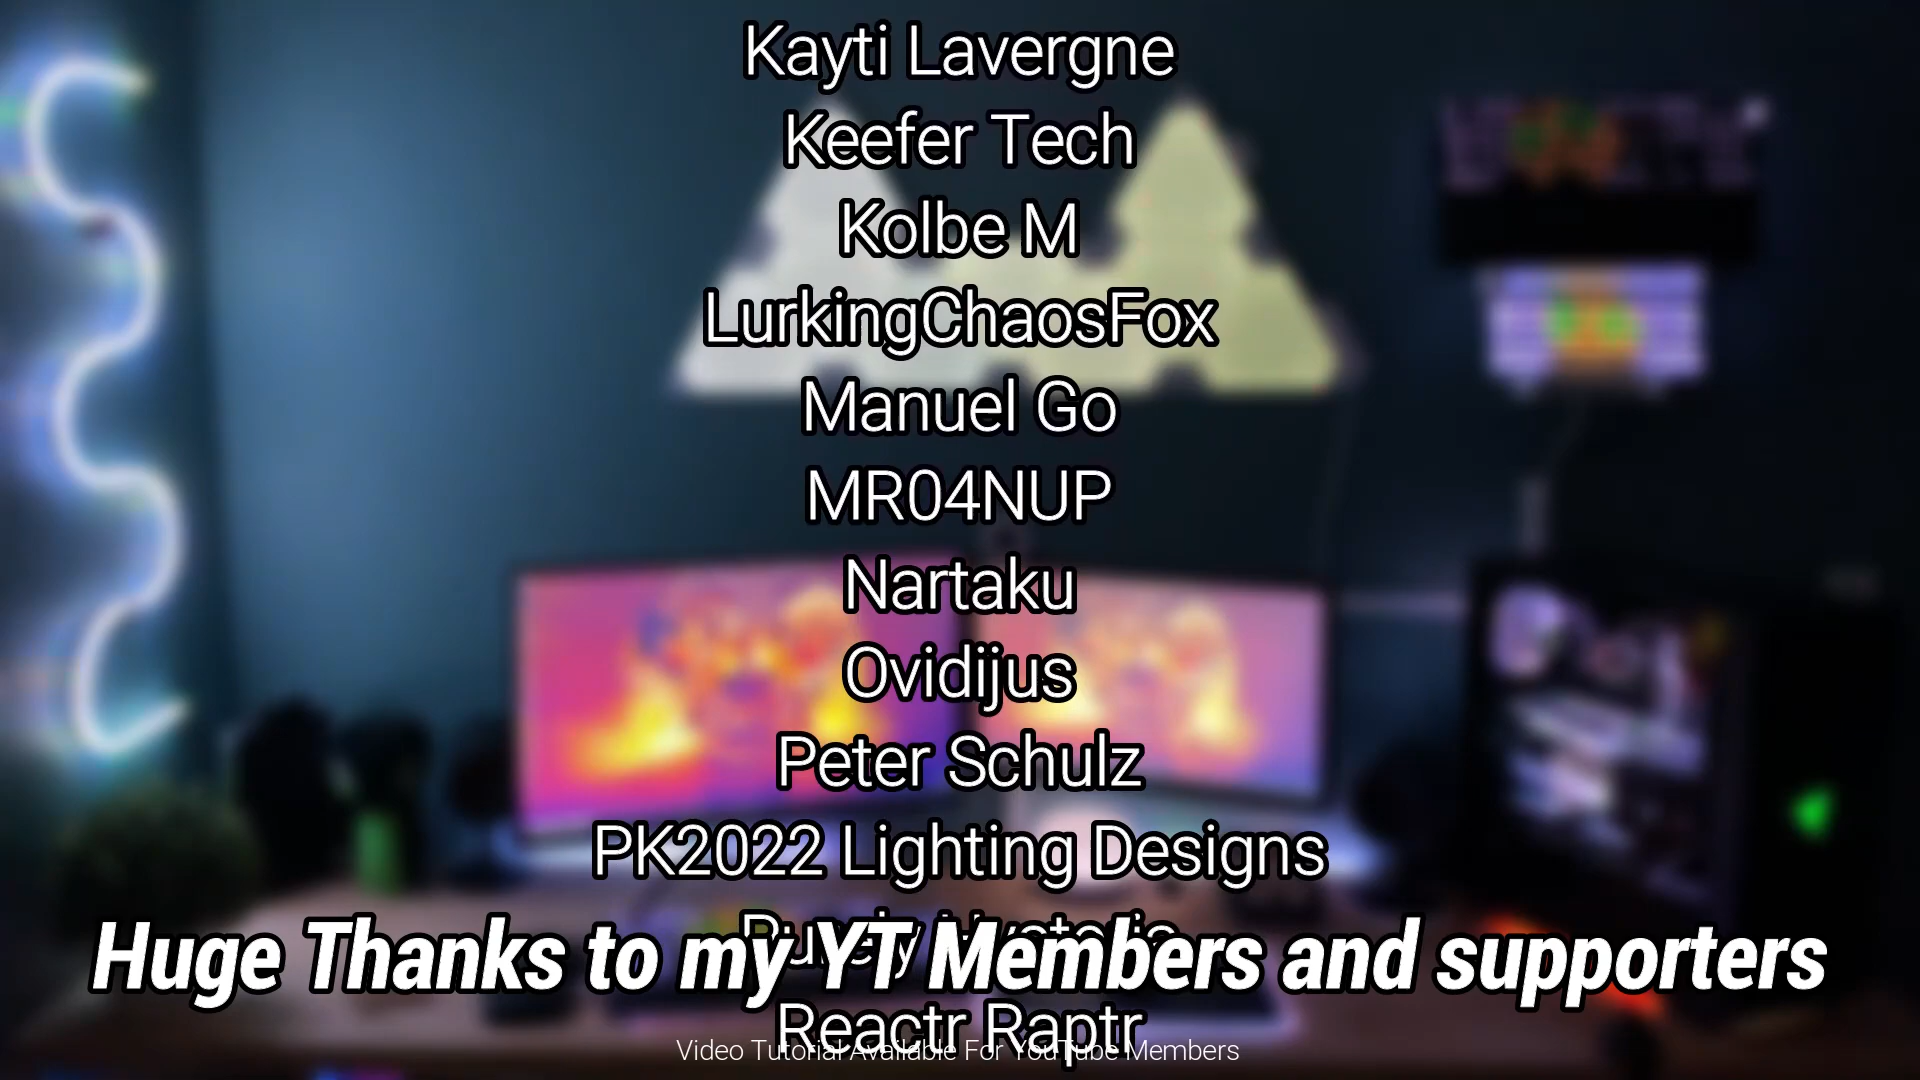 Kayti Lavergne
Keefer Tech
Kolbe M
LurkingChaosFox
Manuel Go
MR04NUP
Nartaku
Ovidijus
Peter Schulz
PK2022 Lighting Designs
Huge Thanks to my YT Members and supporters
Reactr Raptr
Video Tutorial Available For YouTube Members